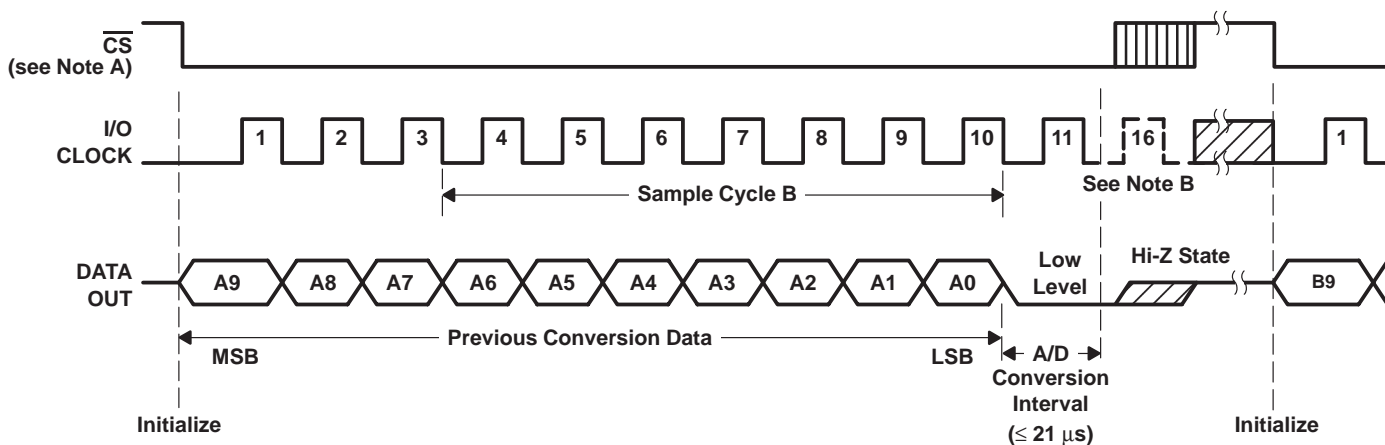 CS
(see Note A)
I/O
CLOCK
1 2 3 4 5 6 7 8 9 10 11 16 1
See Note B
Sample Cycle B
DATA
OUT
A9 A8 A7 A6 A5 A4 A3 A2 A1 A0
Low
Level
Hi-Z State
B9
Previous Conversion Data
MSB
LSB
A/D
Conversion
Interval
(≤ 21 μs)
Initialize
Initialize